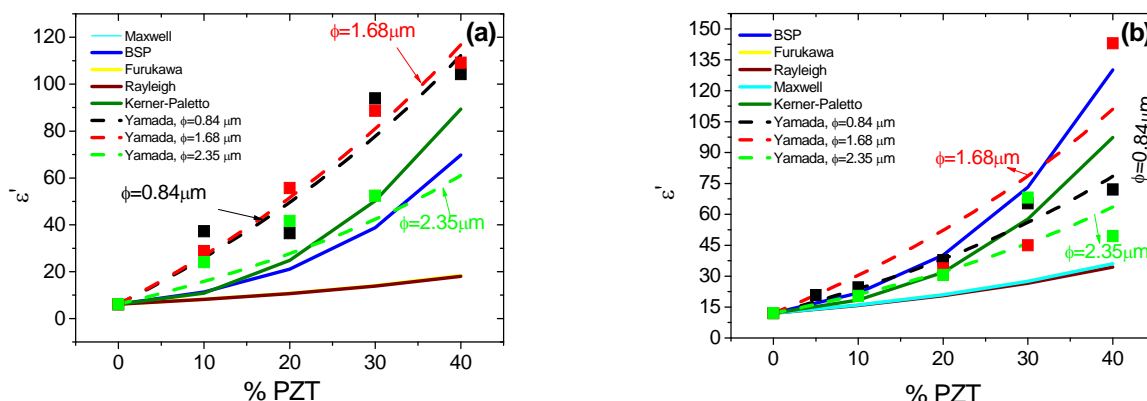 (a)
ϕ=1.68μm
Maxwell
BSP
Furukawa
Rayleigh
Kerner-Paletto
Yamada, ϕ=0.84 μm
Yamada, ϕ=1.68 μm
Yamada, ϕ=2.35 μm
ϕ=0.84μm
ϕ=2.35μm
ε'
120
100
80
60
40
20
0
0 10 20 30 40
% PZT
(b)
BSP
Furukawa
Rayleigh
Maxwell
Kerner-Paletto
Yamada, ϕ=0.84 μm
Yamada, ϕ=1.68 μm
Yamada, ϕ=2.35 μm
ϕ=1.68μm
ϕ=0.84μm
ϕ=2.35μm
ε'
150
135
120
105
90
75
60
45
30
15
0
0 10 20 30 40
% PZT